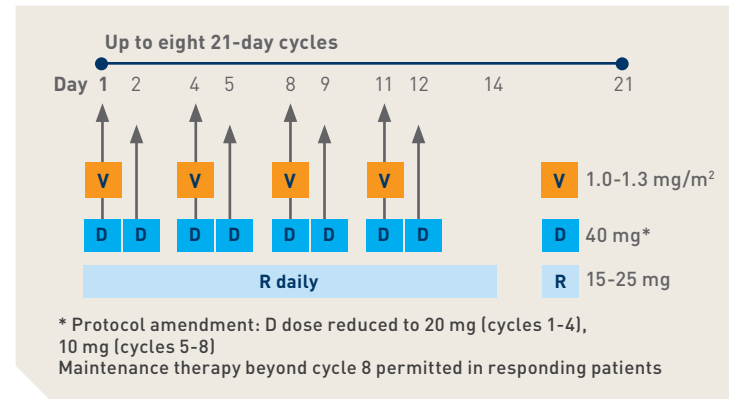 Up to eight 21-day cycles
Day 1 2 4 5 8 9 11 12 14 21
V V V V V 1.0-1.3 mg/m²
D D D D D D D D D 40 mg*
R daily R 15-25 mg
* Protocol amendment: D dose reduced to 20 mg (cycles 1-4),
10 mg (cycles 5-8)
Maintenance therapy beyond cycle 8 permitted in responding patients